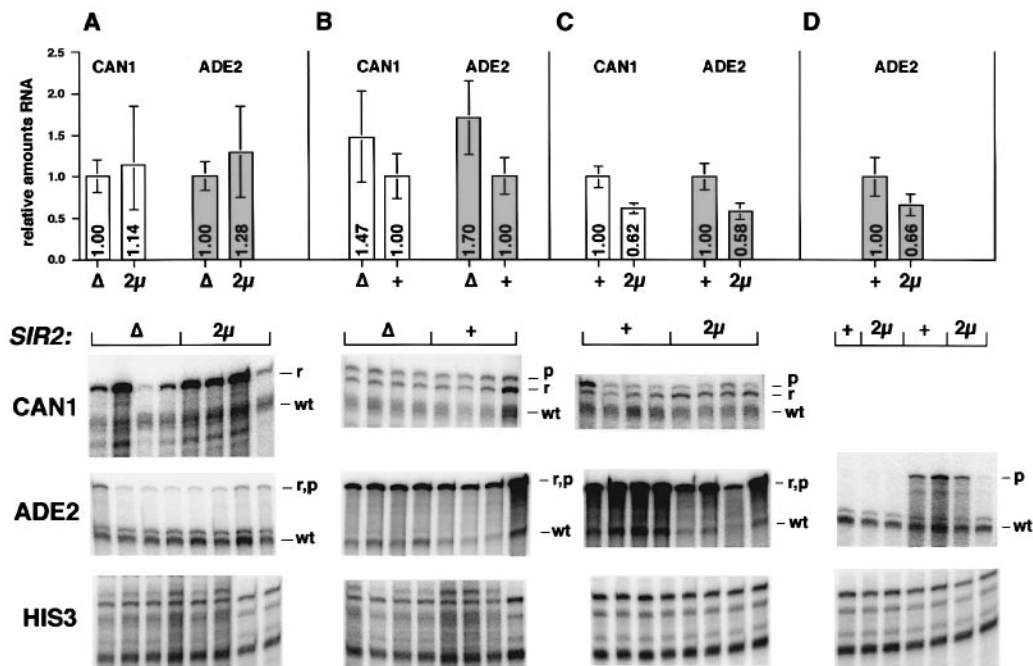 A B C D
CAN1 ADE2 CAN1 ADE2 CAN1 ADE2 ADE2
relative amounts RNA
2.5
2.0
1.5
1.0
0.5
0.0
1.00 1.14 1.00 1.28 1.47 1.00 1.70 1.00 1.00 0.62 1.00 0.58 1.00 0.66
Δ 2μ Δ 2μ Δ + Δ + + 2μ + 2μ + 2μ
SIR2: Δ 2μ Δ + + 2μ + 2μ + 2μ
CAN1
r
wt
p
r
wt
p
r
wt
ADE2
r,p
wt
r,p
wt
r,p
wt
p
wt
HIS3